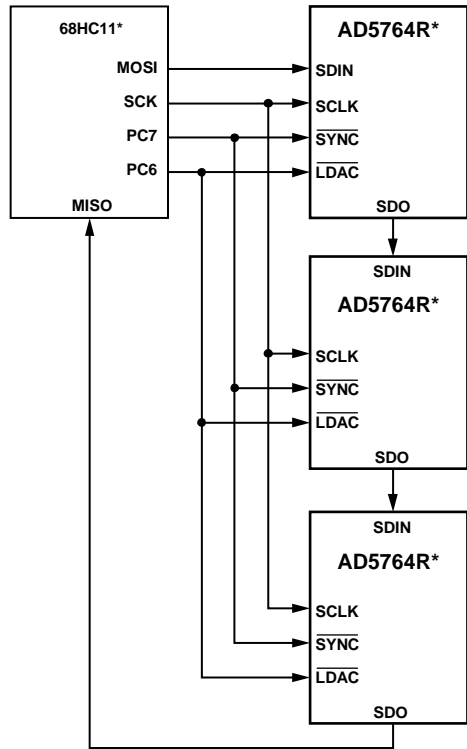 68HC11*
MOSI
SCK
PC7
PC6
MISO
AD5764R*
SDIN
SCLK
SYNC
LDAC
SDO
SDIN
AD5764R*
SCLK
SYNC
LDAC
SDO
SDIN
AD5764R*
SCLK
SYNC
LDAC
SDO